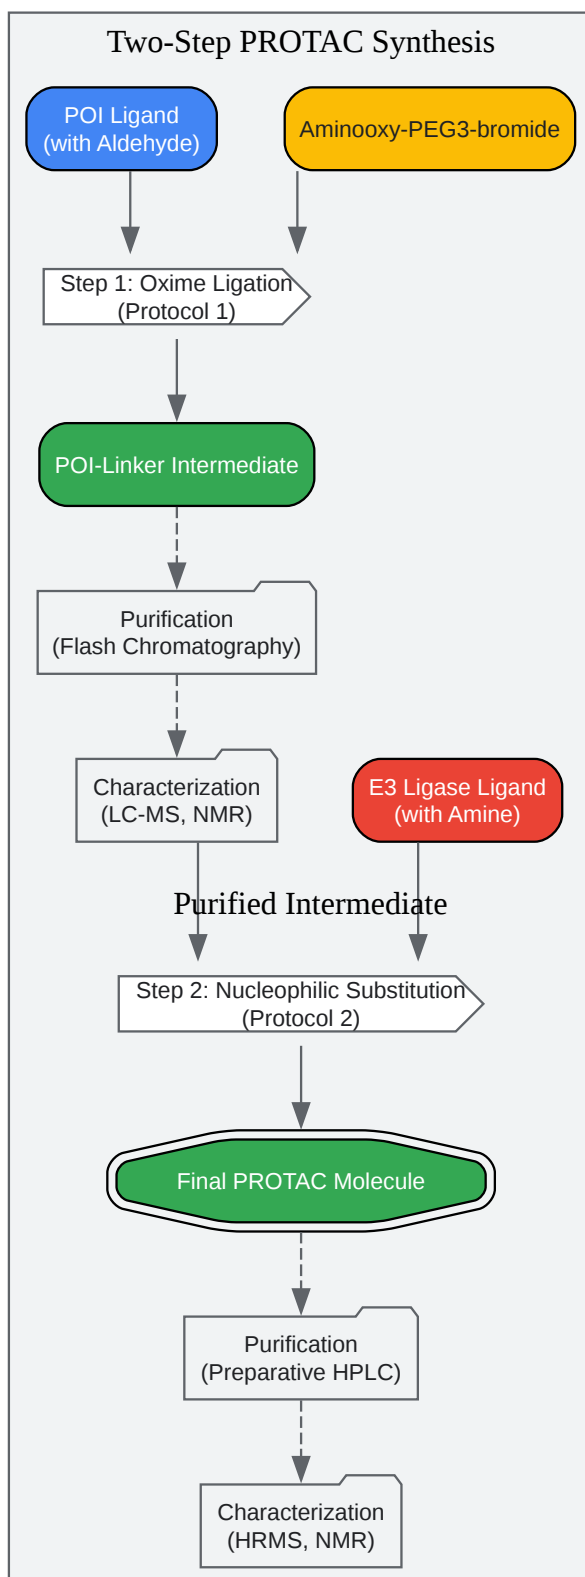 Two-Step PROTAC Synthesis
POI Ligand
(with Aldehyde)
Aminooxy-PEG3-bromide
Step 1: Oxime Ligation
(Protocol 1)
POI-Linker Intermediate
Purification
(Flash Chromatography)
Characterization
(LC-MS, NMR)
E3 Ligase Ligand
(with Amine)
Purified Intermediate
Step 2: Nucleophilic Substitution
(Protocol 2)
Final PROTAC Molecule
Purification
(Preparative HPLC)
Characterization
(HRMS, NMR)